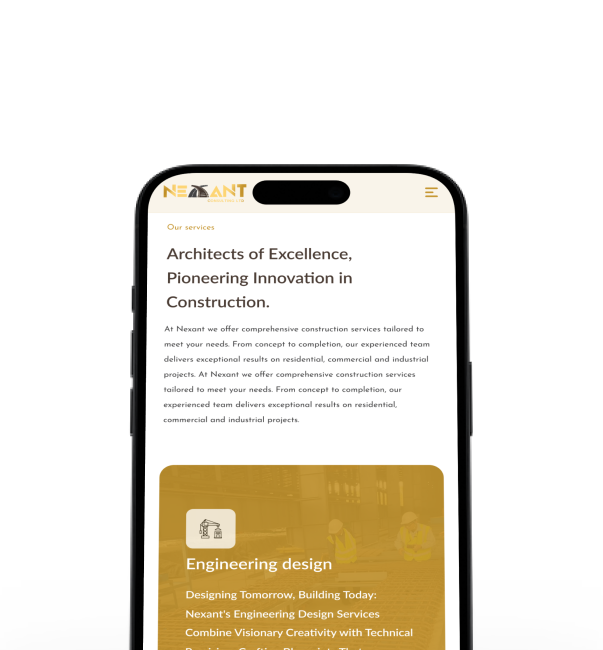 NEXANT
Our services
Architects of Excellence,
Pioneering Innovation in
Construction.
At Nexant we offer comprehensive construction services tailored to
meet your needs. From concept to completion, our experienced team
delivers exceptional results on residential, commercial and industrial
projects. At Nexant we offer comprehensive construction services
tailored to meet your needs. From concept to completion, our
experienced team delivers exceptional results on residential,
commercial and industrial projects.
Engineering design
Designing Tomorrow, Building Today:
Nexant's Engineering Design Services
Combine Visionary Creativity with Technical